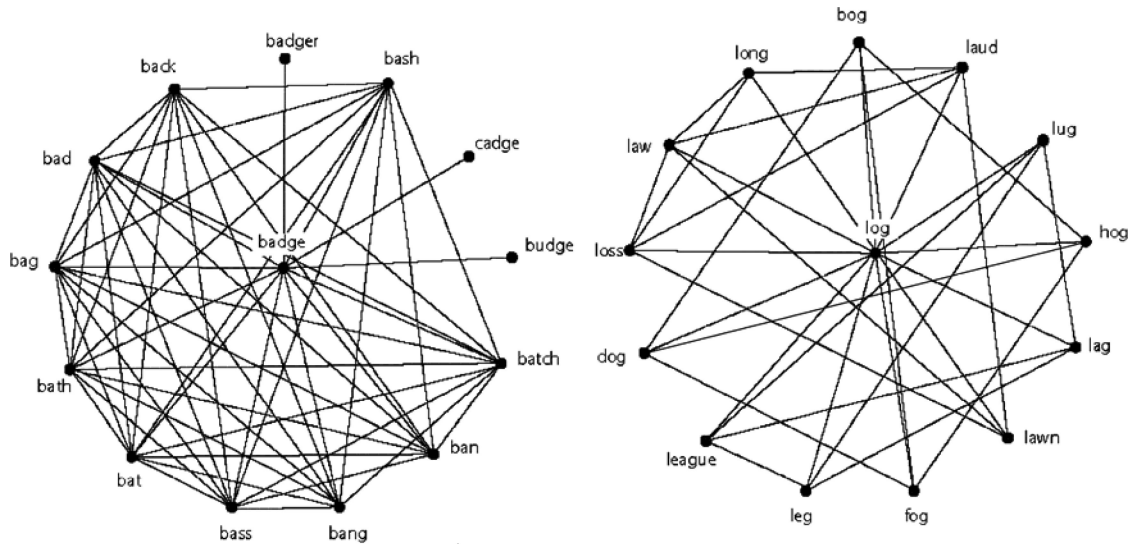 badger
bash
back
cadge
bad
badge
budge
bag
batch
bath
ban
bat
bass
bang
bog
long
laud
lug
law
log
hog
loss
lag
dog
lawn
league
leg
fog